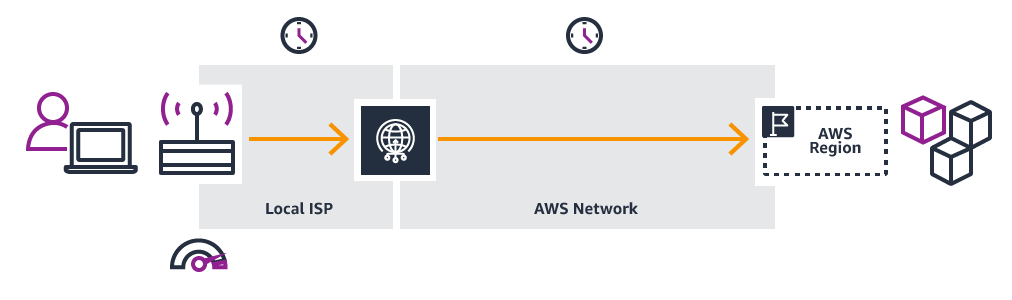 AWS
Region
Local ISP
AWS Network